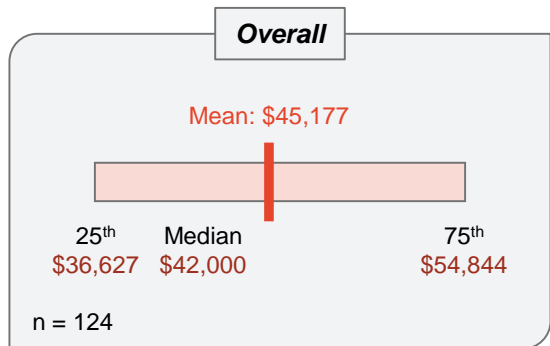 Overall
Mean: $45,177
25th Median 75th
$36,627 $42,000 $54,844
n = 124